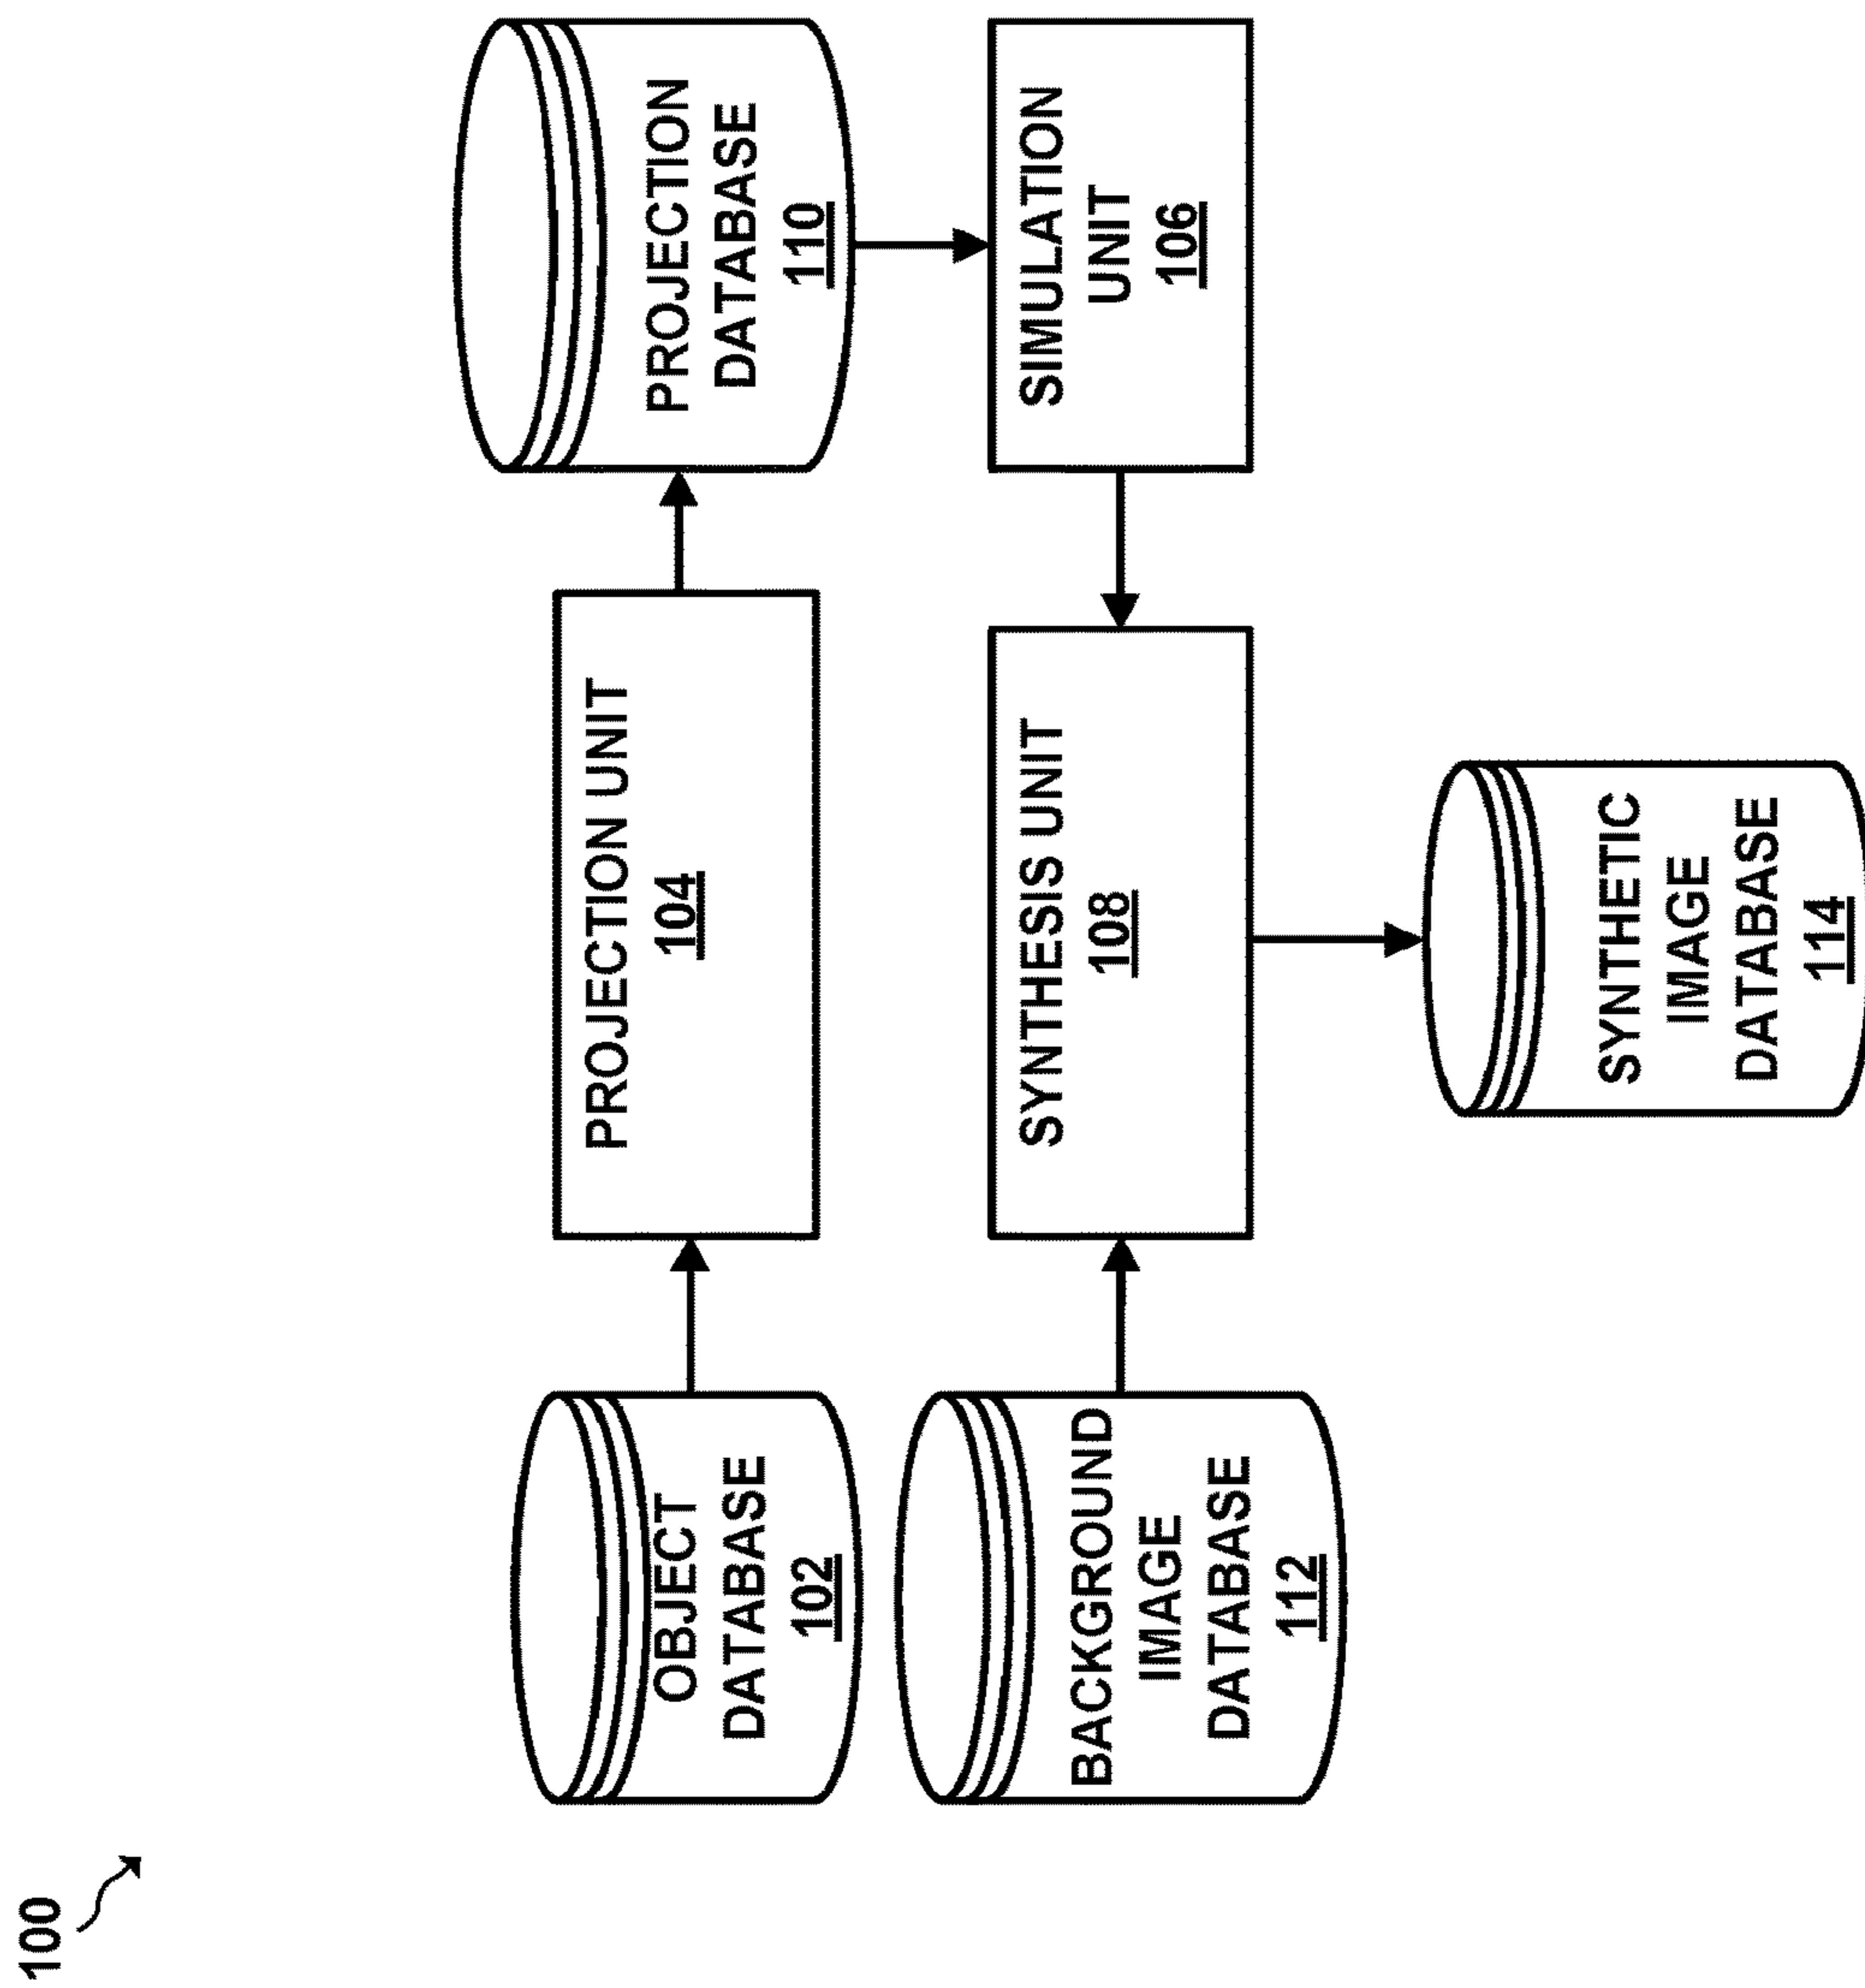 100
OBJECT
DATABASE
102
PROJECTION UNIT
104
PROJECTION
DATABASE
110
BACKGROUND
IMAGE
DATABASE
112
SYNTHESIS UNIT
108
SIMULATION
UNIT
106
SYNTHETIC
IMAGE
DATABASE
114